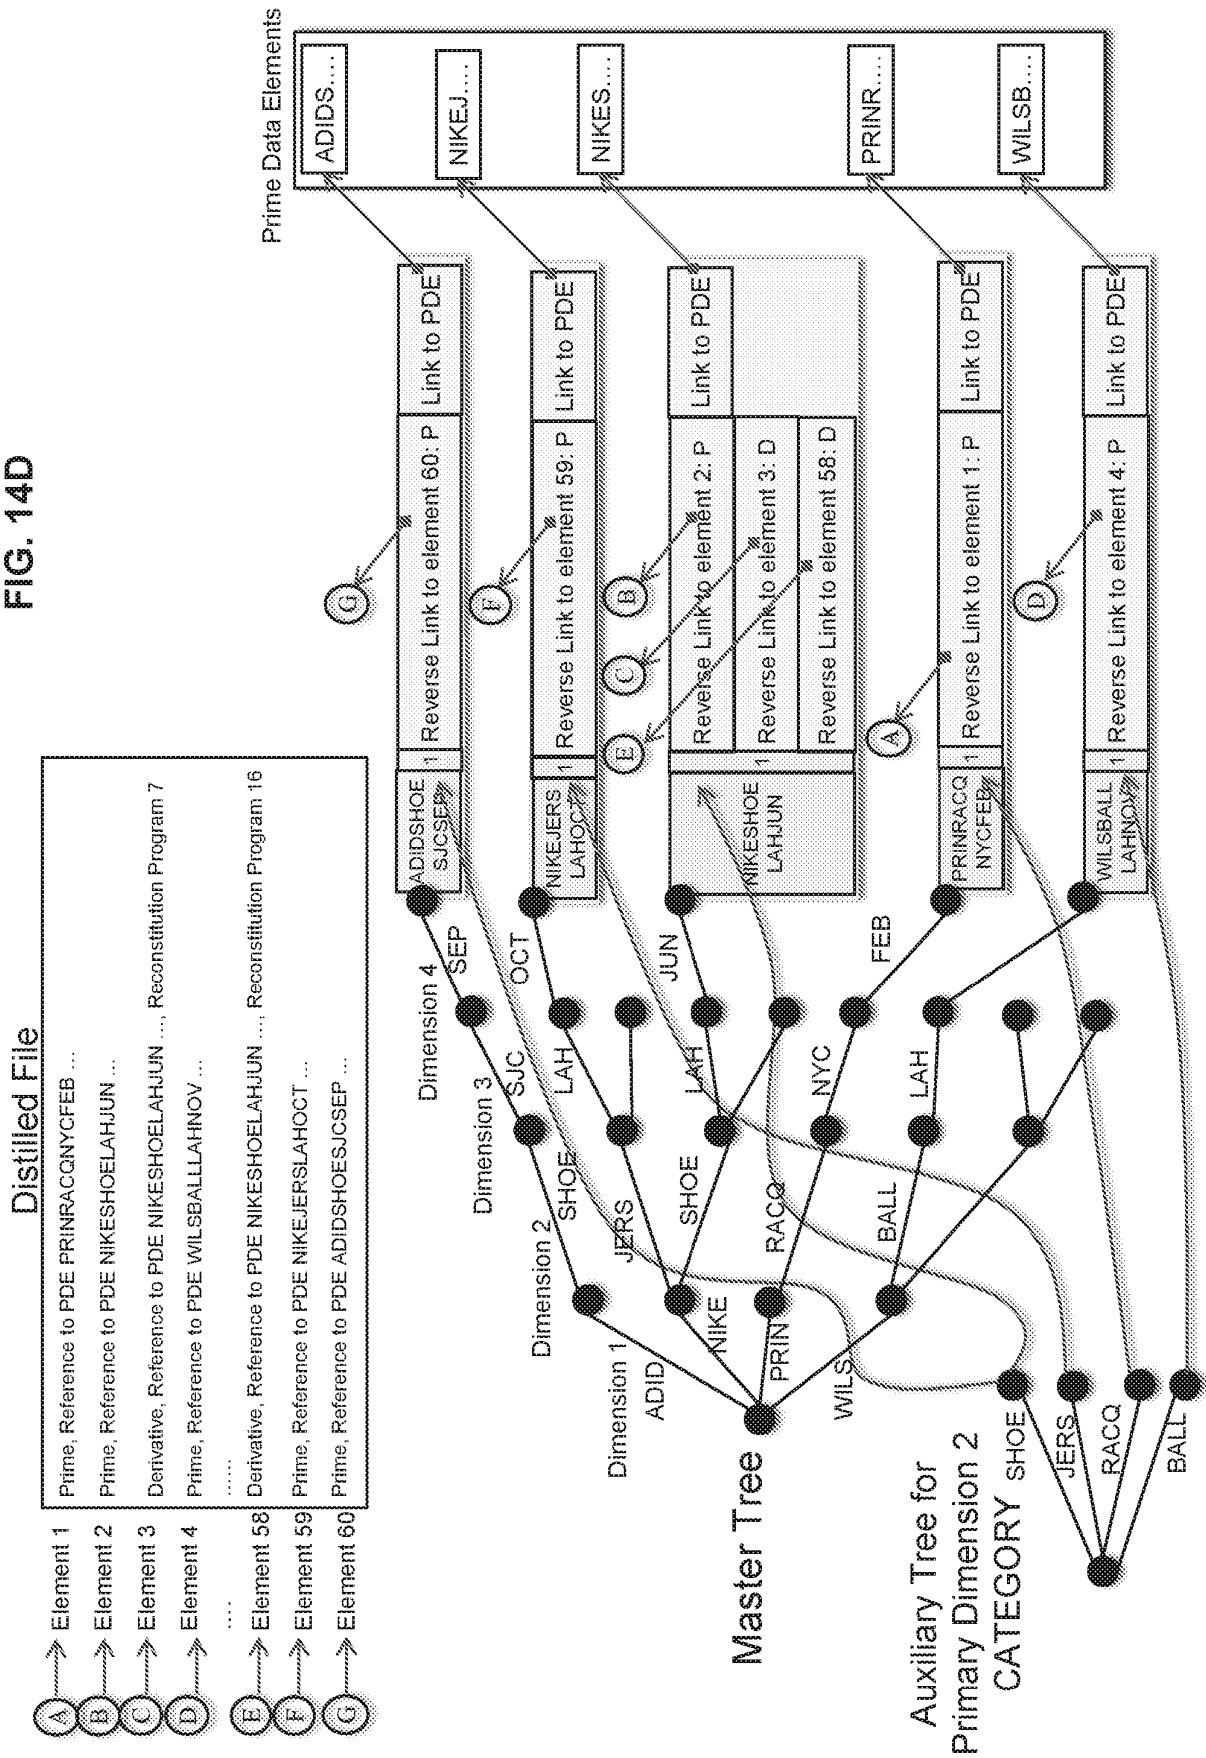 FIG. 14D
Distilled File
A Element 1 Prime, Reference to PDE PRINRACQNYCFEB ...
B Element 2 Prime, Reference to PDE NIKESHOELAHJUN ...
C Element 3 Derivative, Reference to PDE NIKESHOELAHJUN ..., Reconstitution Program 7
D Element 4 Prime, Reference to PDE WILSBALLLAHNOV ...
.... .....
E Element 58 Derivative, Reference to PDE NIKESHOELAHJUN ..., Reconstitution Program 16
F Element 59 Prime, Reference to PDE NIKEJERSLAHOCT ...
G Element 60 Prime, Reference to PDE ADIDSHOESJCSEP ...
Prime Data Elements
ADIDS....
NIKEJ....
NIKES....
PRINR....
WILSB....
Dimension 1
Dimension 2
Dimension 3
Dimension 4
Master Tree
ADID
SHOE
SJC
SEP
NIKE
JERS
LAH
OCT
SHOE
LAH
JUN
PRIN
RACQ
NYC
FEB
WILS
BALL
LAH
ADIDSHOE
SJCSEP
1
Reverse Link to element 60: P
Link to PDE
G
NIKEJERS
LAHOCT
1
Reverse Link to element 59: P
Link to PDE
F
NIKESHOE
LAHJUN
1
Reverse Link to element 2: P
Link to PDE
Reverse Link to element 3: D
Reverse Link to element 58: D
B
C
E
PRINRACQ
NYCFEB
1
Reverse Link to element 1: P
Link to PDE
A
WILSBALL
LAHNOV
1
Reverse Link to element 4: P
Link to PDE
D
Auxiliary Tree for
Primary Dimension 2
CATEGORY
SHOE
JERS
RACQ
BALL